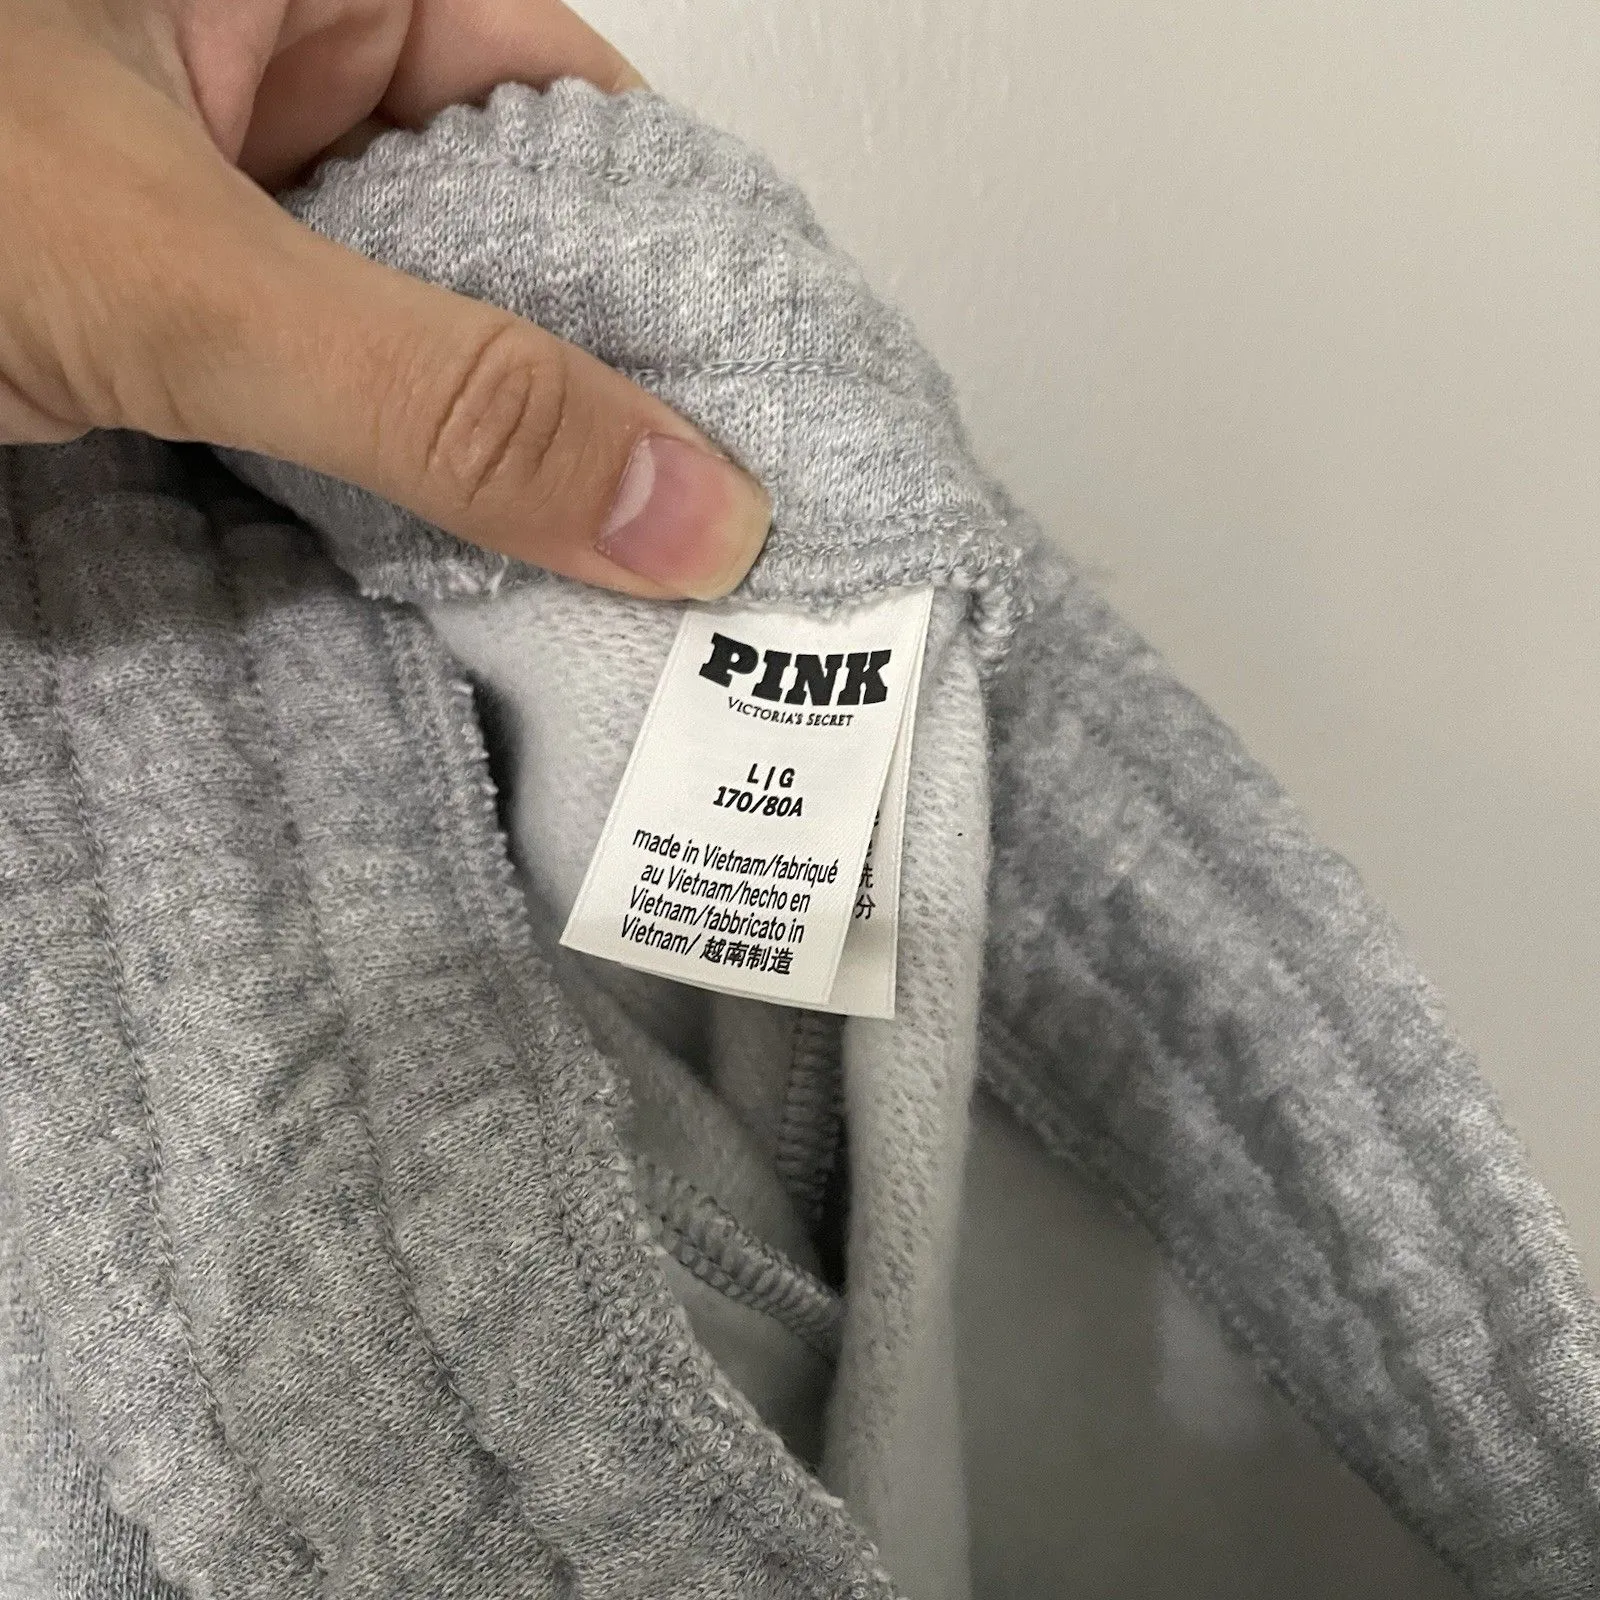 PINK
VICTORIA'S SECRET
L|G
170/80A
made in Vietnam/fabriqué
au Vietnam/hecho en
Vietnam/fabbricato in
Vietnam/ 越南制造
分